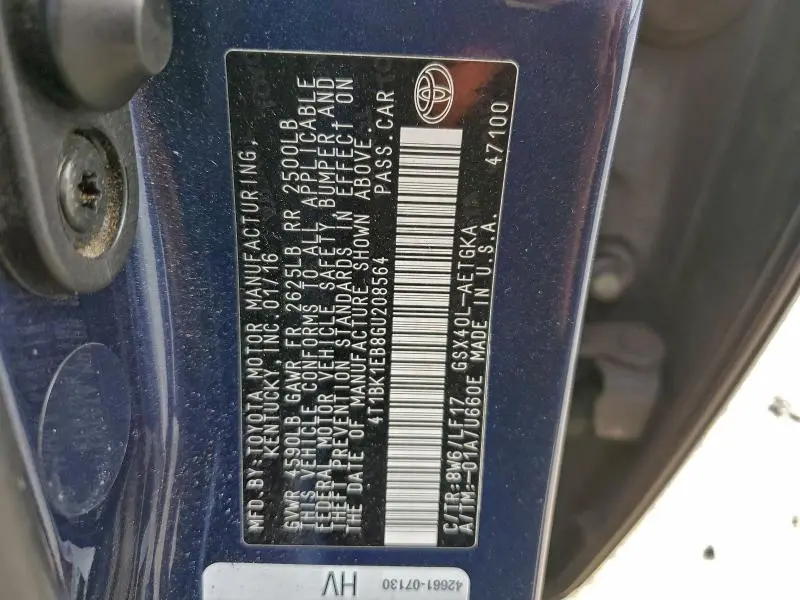 MFD.BY:TOYOTA MOTOR MANUFACTURING,
KENTUCKY, INC. 01/16
GVWR 4590LB GAWR FR 2625LB RR 2500LB
THIS VEHICLE CONFORMS TO ALL APPLICABLE
FEDERAL MOTOR VEHICLE SAFETY, BUMPER, AND
THEFT PREVENTION STANDARDS IN EFFECT ON
THE DATE OF MANUFACTURE SHOWN ABOVE.
4T1BK1EB8GU208564 PASS.CAR
C/TR:8W6/LF17 GSX40L-AETGKA
A/TM:-01A/U660E MADE IN U.S.A. 47100
42661-07130
HV